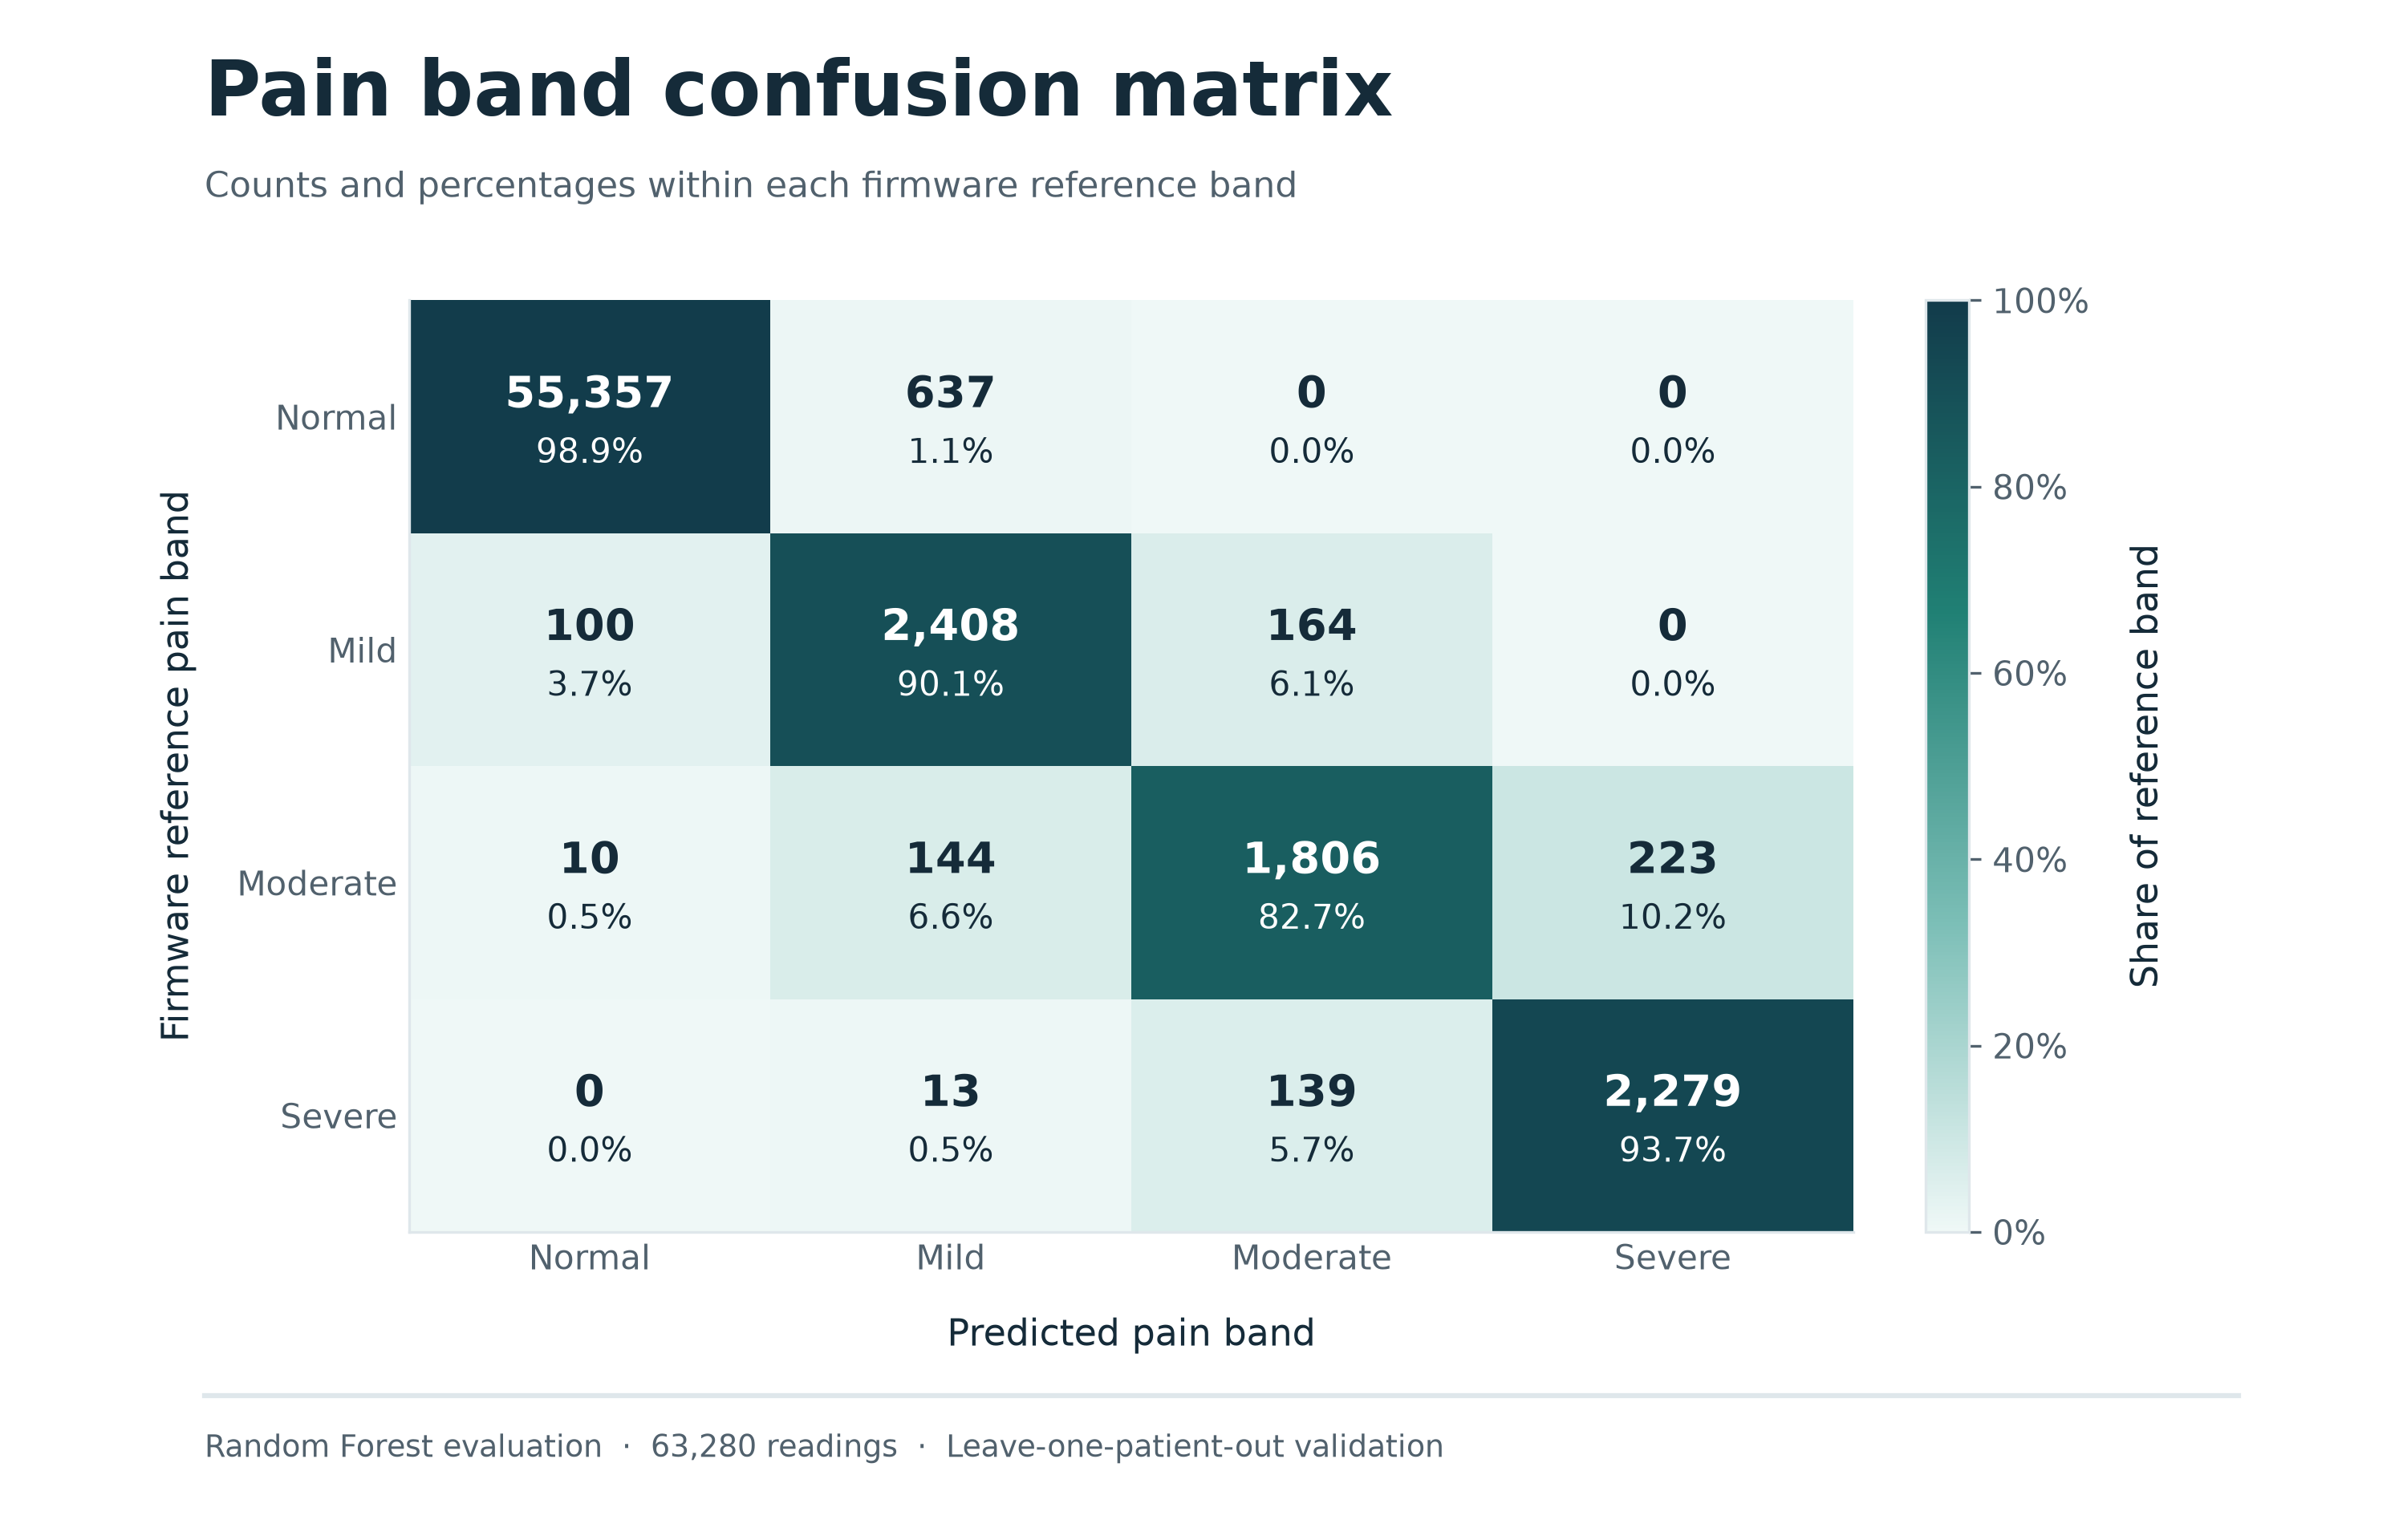 Pain band confusion matrix
Counts and percentages within each firmware reference band
Firmware reference pain band
Normal
55,357
98.9%
637
1.1%
0
0.0%
0
0.0%
Mild
100
3.7%
2,408
90.1%
164
6.1%
0
0.0%
Moderate
10
0.5%
144
6.6%
1,806
82.7%
223
10.2%
Severe
0
0.0%
13
0.5%
139
5.7%
2,279
93.7%
Normal
Mild
Moderate
Severe
Predicted pain band
100%
80%
60%
40%
20%
0%
Share of reference band
Random Forest evaluation · 63,280 readings · Leave-one-patient-out validation